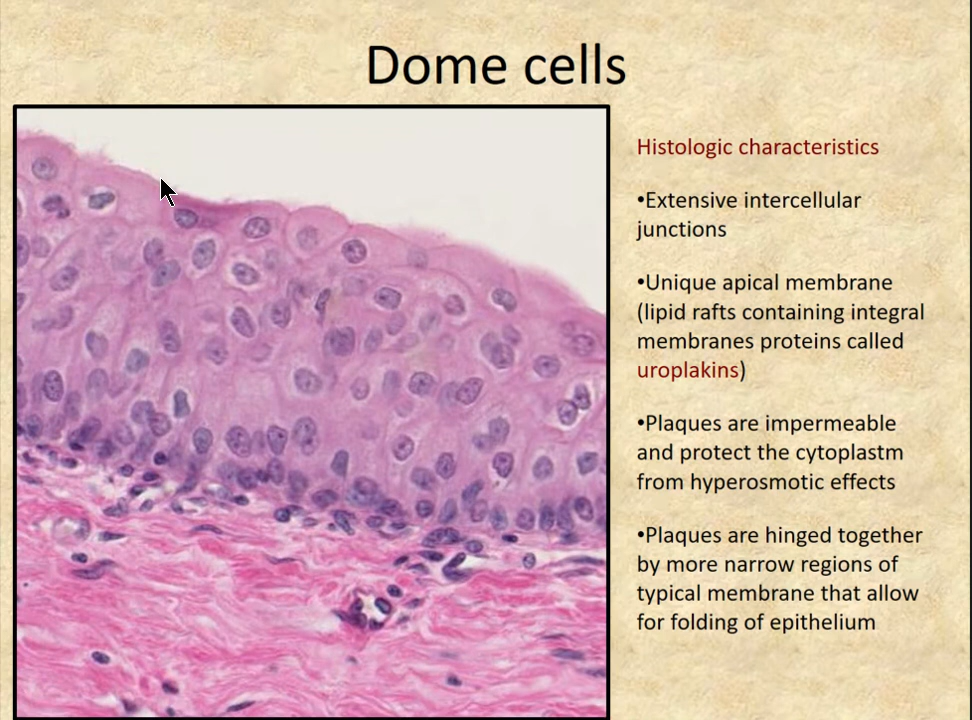 Dome cells
Histologic characteristics
•Extensive intercellular
junctions
•Unique apical membrane
(lipid rafts containing integral
membranes proteins called
uroplakins)
•Plaques are impermeable
and protect the cytoplastm
from hyperosmotic effects
•Plaques are hinged together
by more narrow regions of
typical membrane that allow
for folding of epithelium